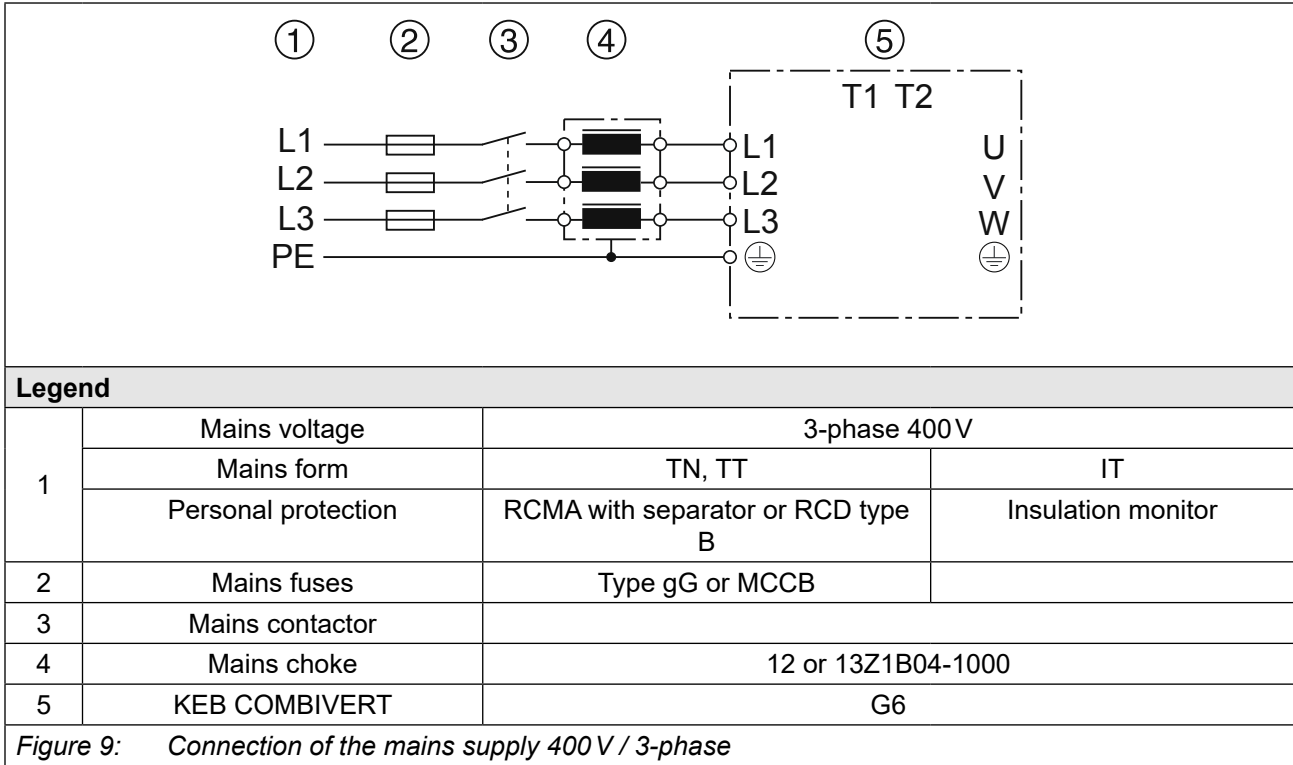 1 2 3 4 5
T1 T2
L1 L1 U
L2 L2 V
L3 L3 W
PE
Legend
1 Mains voltage 3-phase 400 V
Mains form TN, TT IT
Personal protection RCMA with separator or RCD type Insulation monitor
B
2 Mains fuses Type gG or MCCB
3 Mains contactor
4 Mains choke 12 or 13Z1B04-1000
5 KEB COMBIVERT G6
Figure 9: Connection of the mains supply 400 V / 3-phase